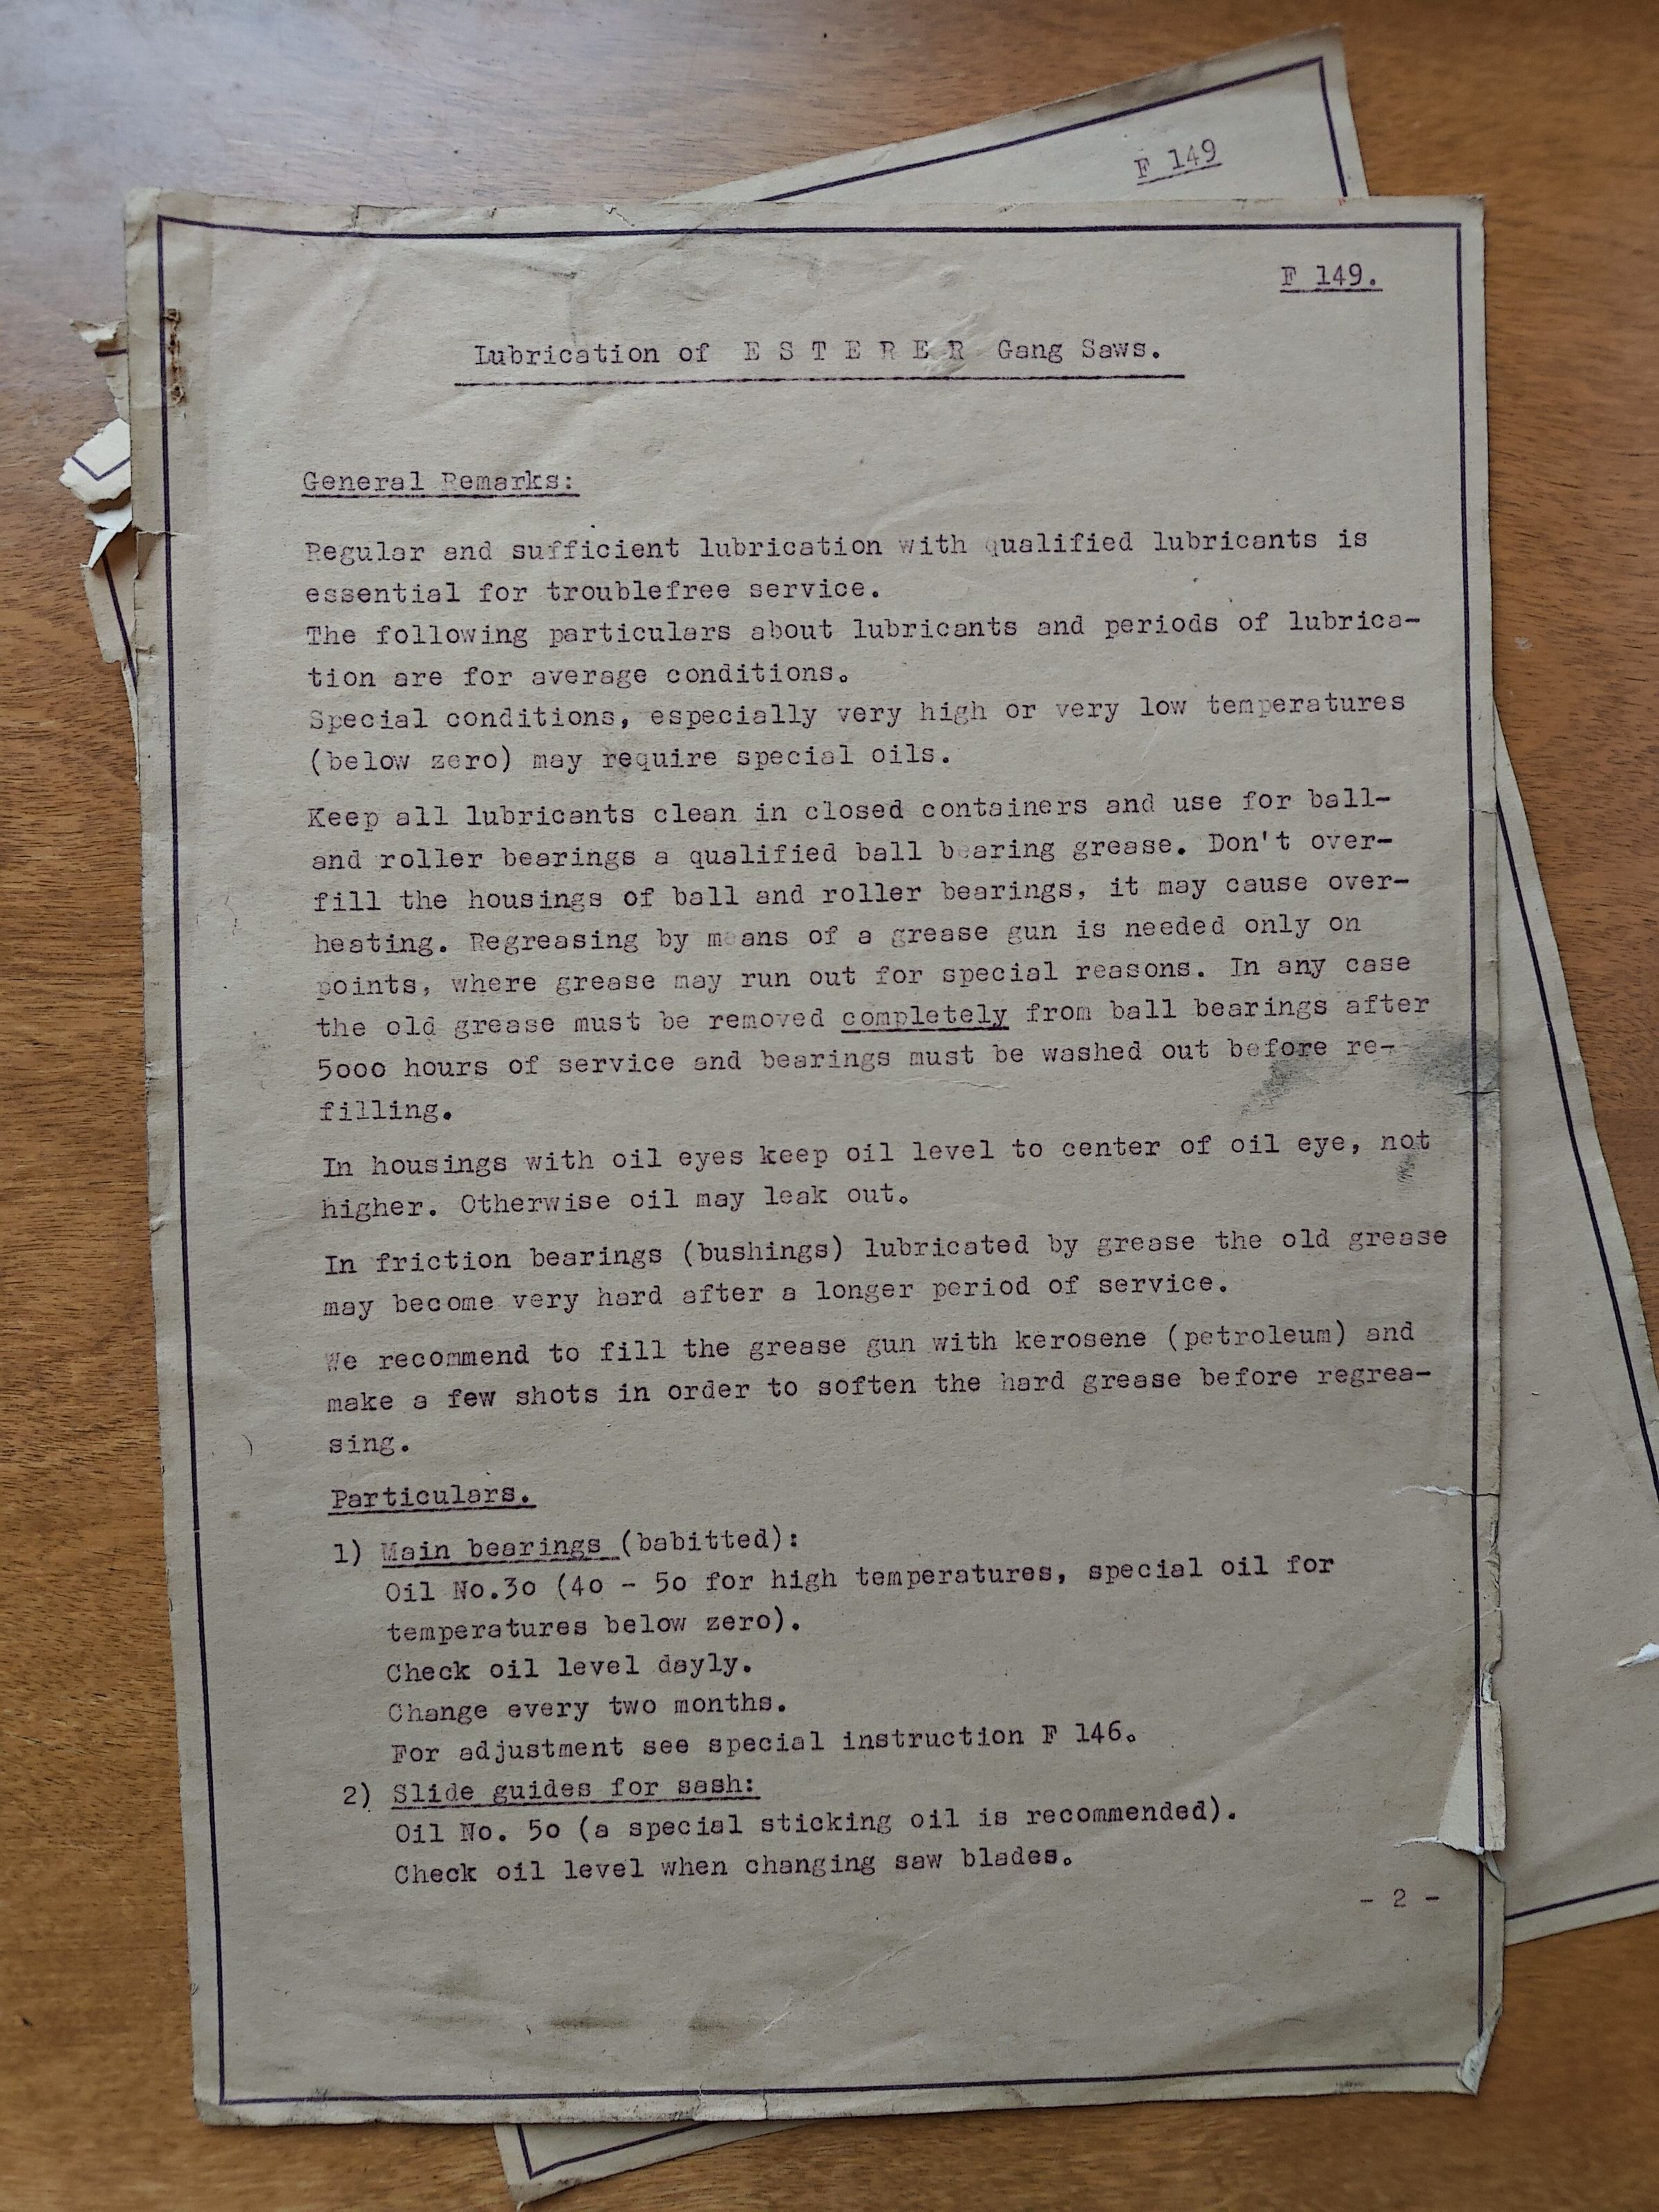 F 149
F 149.
Lubrication of E S T E R E R Gang Saws.
General Remarks:
Regular and sufficient lubrication with qualified lubricants is
essential for troublefree service.
The following particulars about lubricants and periods of lubrica-
tion are for average conditions.
Special conditions, especially very high or very low temperatures
(below zero) may require special oils.
Keep all lubricants clean in closed containers and use for ball-
and roller bearings a qualified ball bearing grease. Don't over-
fill the housings of ball and roller bearings, it may cause over-
heating. Regreasing by means of a grease gun is needed only on
points, where grease may run out for special reasons. In any case
the old grease must be removed completely from ball bearings after
5ooo hours of service and bearings must be washed out before re-
filling.
In housings with oil eyes keep oil level to center of oil eye, not
higher. Otherwise oil may leak out.
In friction bearings (bushings) lubricated by grease the old grease
may become very hard after a longer period of service.
We recommend to fill the grease gun with kerosene (petroleum) and
make a few shots in order to soften the hard grease before regrea-
sing.
Particulars.
1) Main bearings (babitted):
Oil No.3o (4o - 5o for high temperatures, special oil for
temperatures below zero).
Check oil level dayly.
Change every two months.
For adjustment see special instruction F 146.
2) Slide guides for sash:
Oil No. 5o (a special sticking oil is recommended).
Check oil level when changing saw blades.
- 2 -